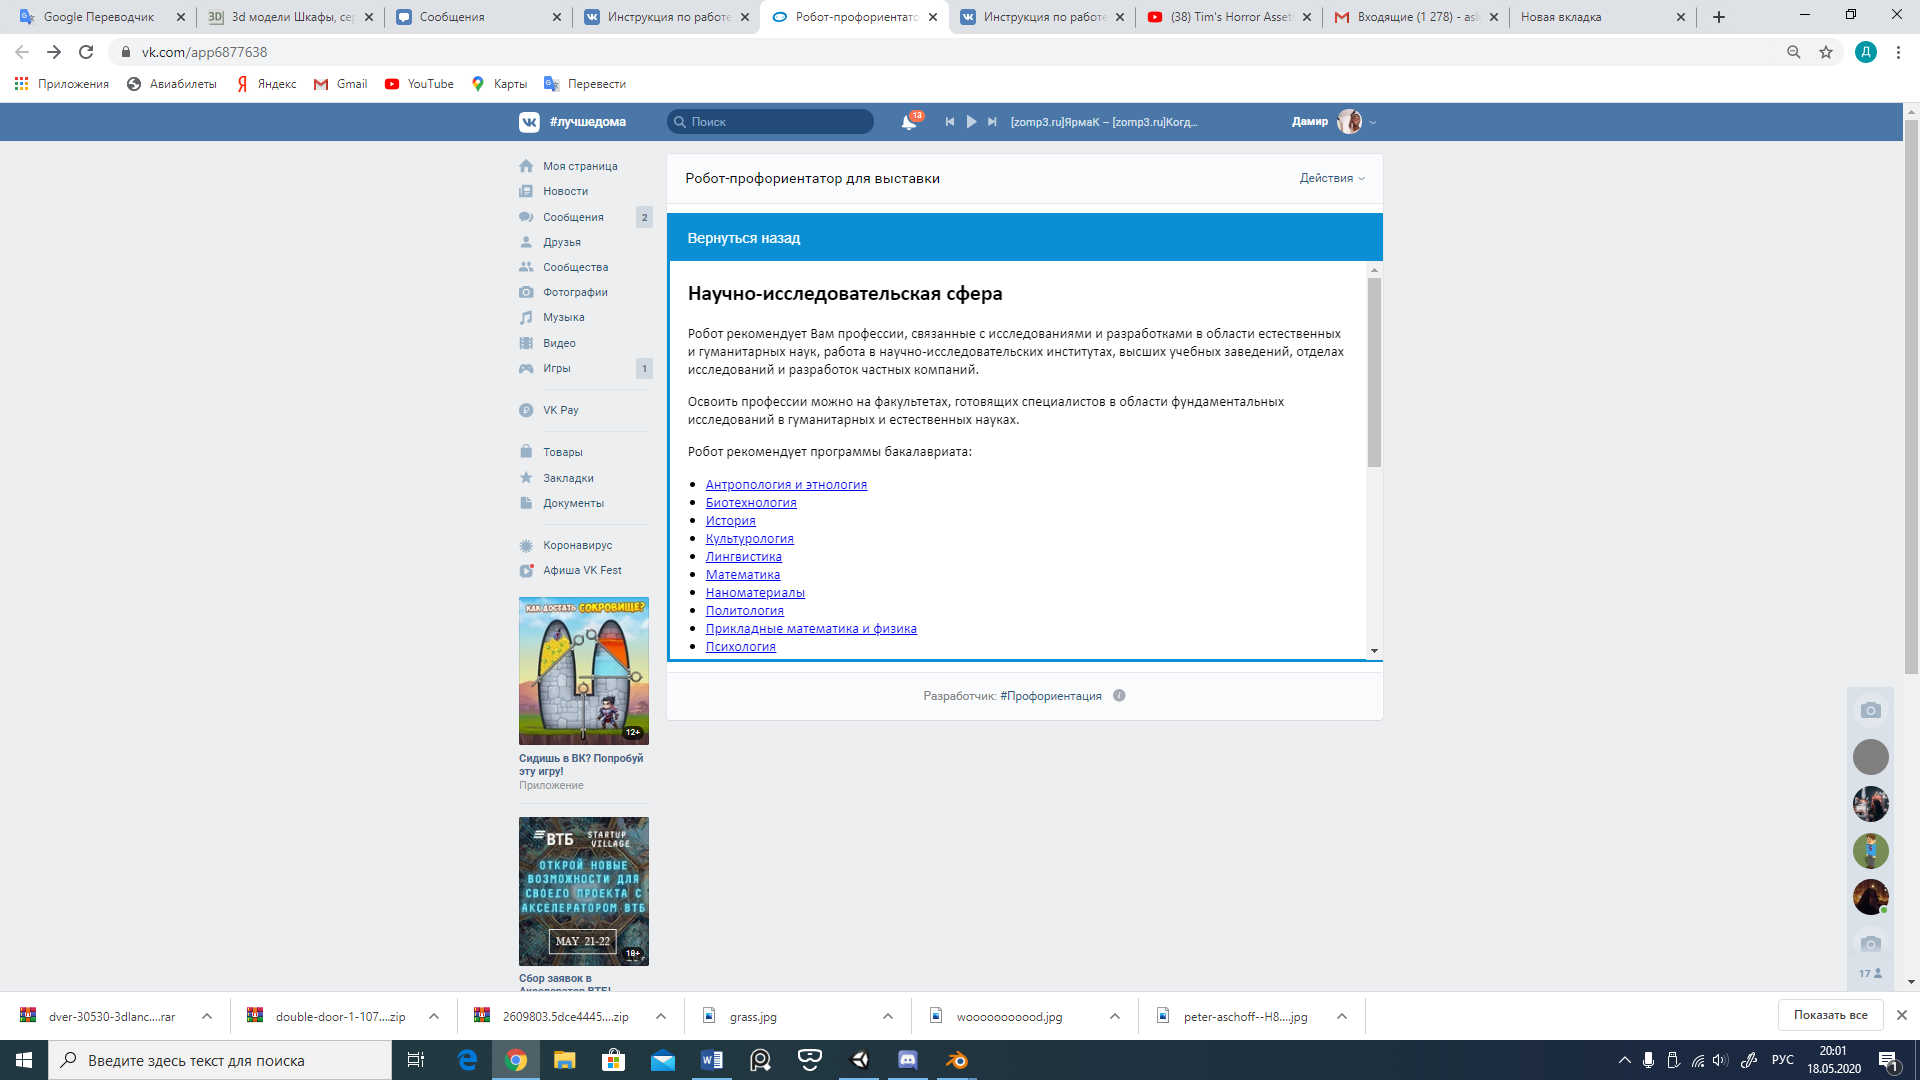 Google Переводчик
3d модели Шкафы, сер
Сообщения
Инструкция по работе
Робот-профориентато
Инструкция по работе
(38) Tim's Horror Asset
Входящие (1 278) - asl
Новая вкладка
vk.com/app6877638
Д
Приложения
Авиабилеты
Яндекс
Gmail
YouTube
Карты
Перевести
#лучшедома
Поиск
13
[zomp3.ru]ЯрмаК – [zomp3.ru]Когд...
Дамир
Моя страница
Новости
Сообщения 2
Друзья
Сообщества
Фотографии
Музыка
Видео
Игры 1
VK Pay
Товары
Закладки
Документы
Коронавирус
Афиша VK Fest
КАК ДОСТАТЬ СОКРОВИЩЕ?
12+
Сидишь в ВК? Попробуй
эту игру!
Приложение
ВТБ
STARTUP
VILLAGE
ОТКРОЙ НОВЫЕ
ВОЗМОЖНОСТИ ДЛЯ
СВОЕГО ПРОЕКТА С
АКСЕЛЕРАТОРОМ ВТБ
MAY 21-22
18+
Сбор заявок в
Акселератор ВТБ!
Робот-профориентатор для выставки
Действия
Вернуться назад
Научно-исследовательская сфера
Робот рекомендует Вам профессии, связанные с исследованиями и разработками в области естественных
и гуманитарных наук, работа в научно-исследовательских институтах, высших учебных заведений, отделах
исследований и разработок частных компаний.
Освоить профессии можно на факультетах, готовящих специалистов в области фундаментальных
исследований в гуманитарных и естественных науках.
Робот рекомендует программы бакалавриата:
Антропология и этнология
Биотехнология
История
Культурология
Лингвистика
Математика
Наноматериалы
Политология
Прикладные математика и физика
Психология
Разработчик: #Профориентация
17
dver-30530-3dlanc....rar
double-door-1-107....zip
2609803.5dce4445....zip
grass.jpg
wooooooooood.jpg
peter-aschoff--H8....jpg
Показать все
Введите здесь текст для поиска
РУС
20:01
18.05.2020
1